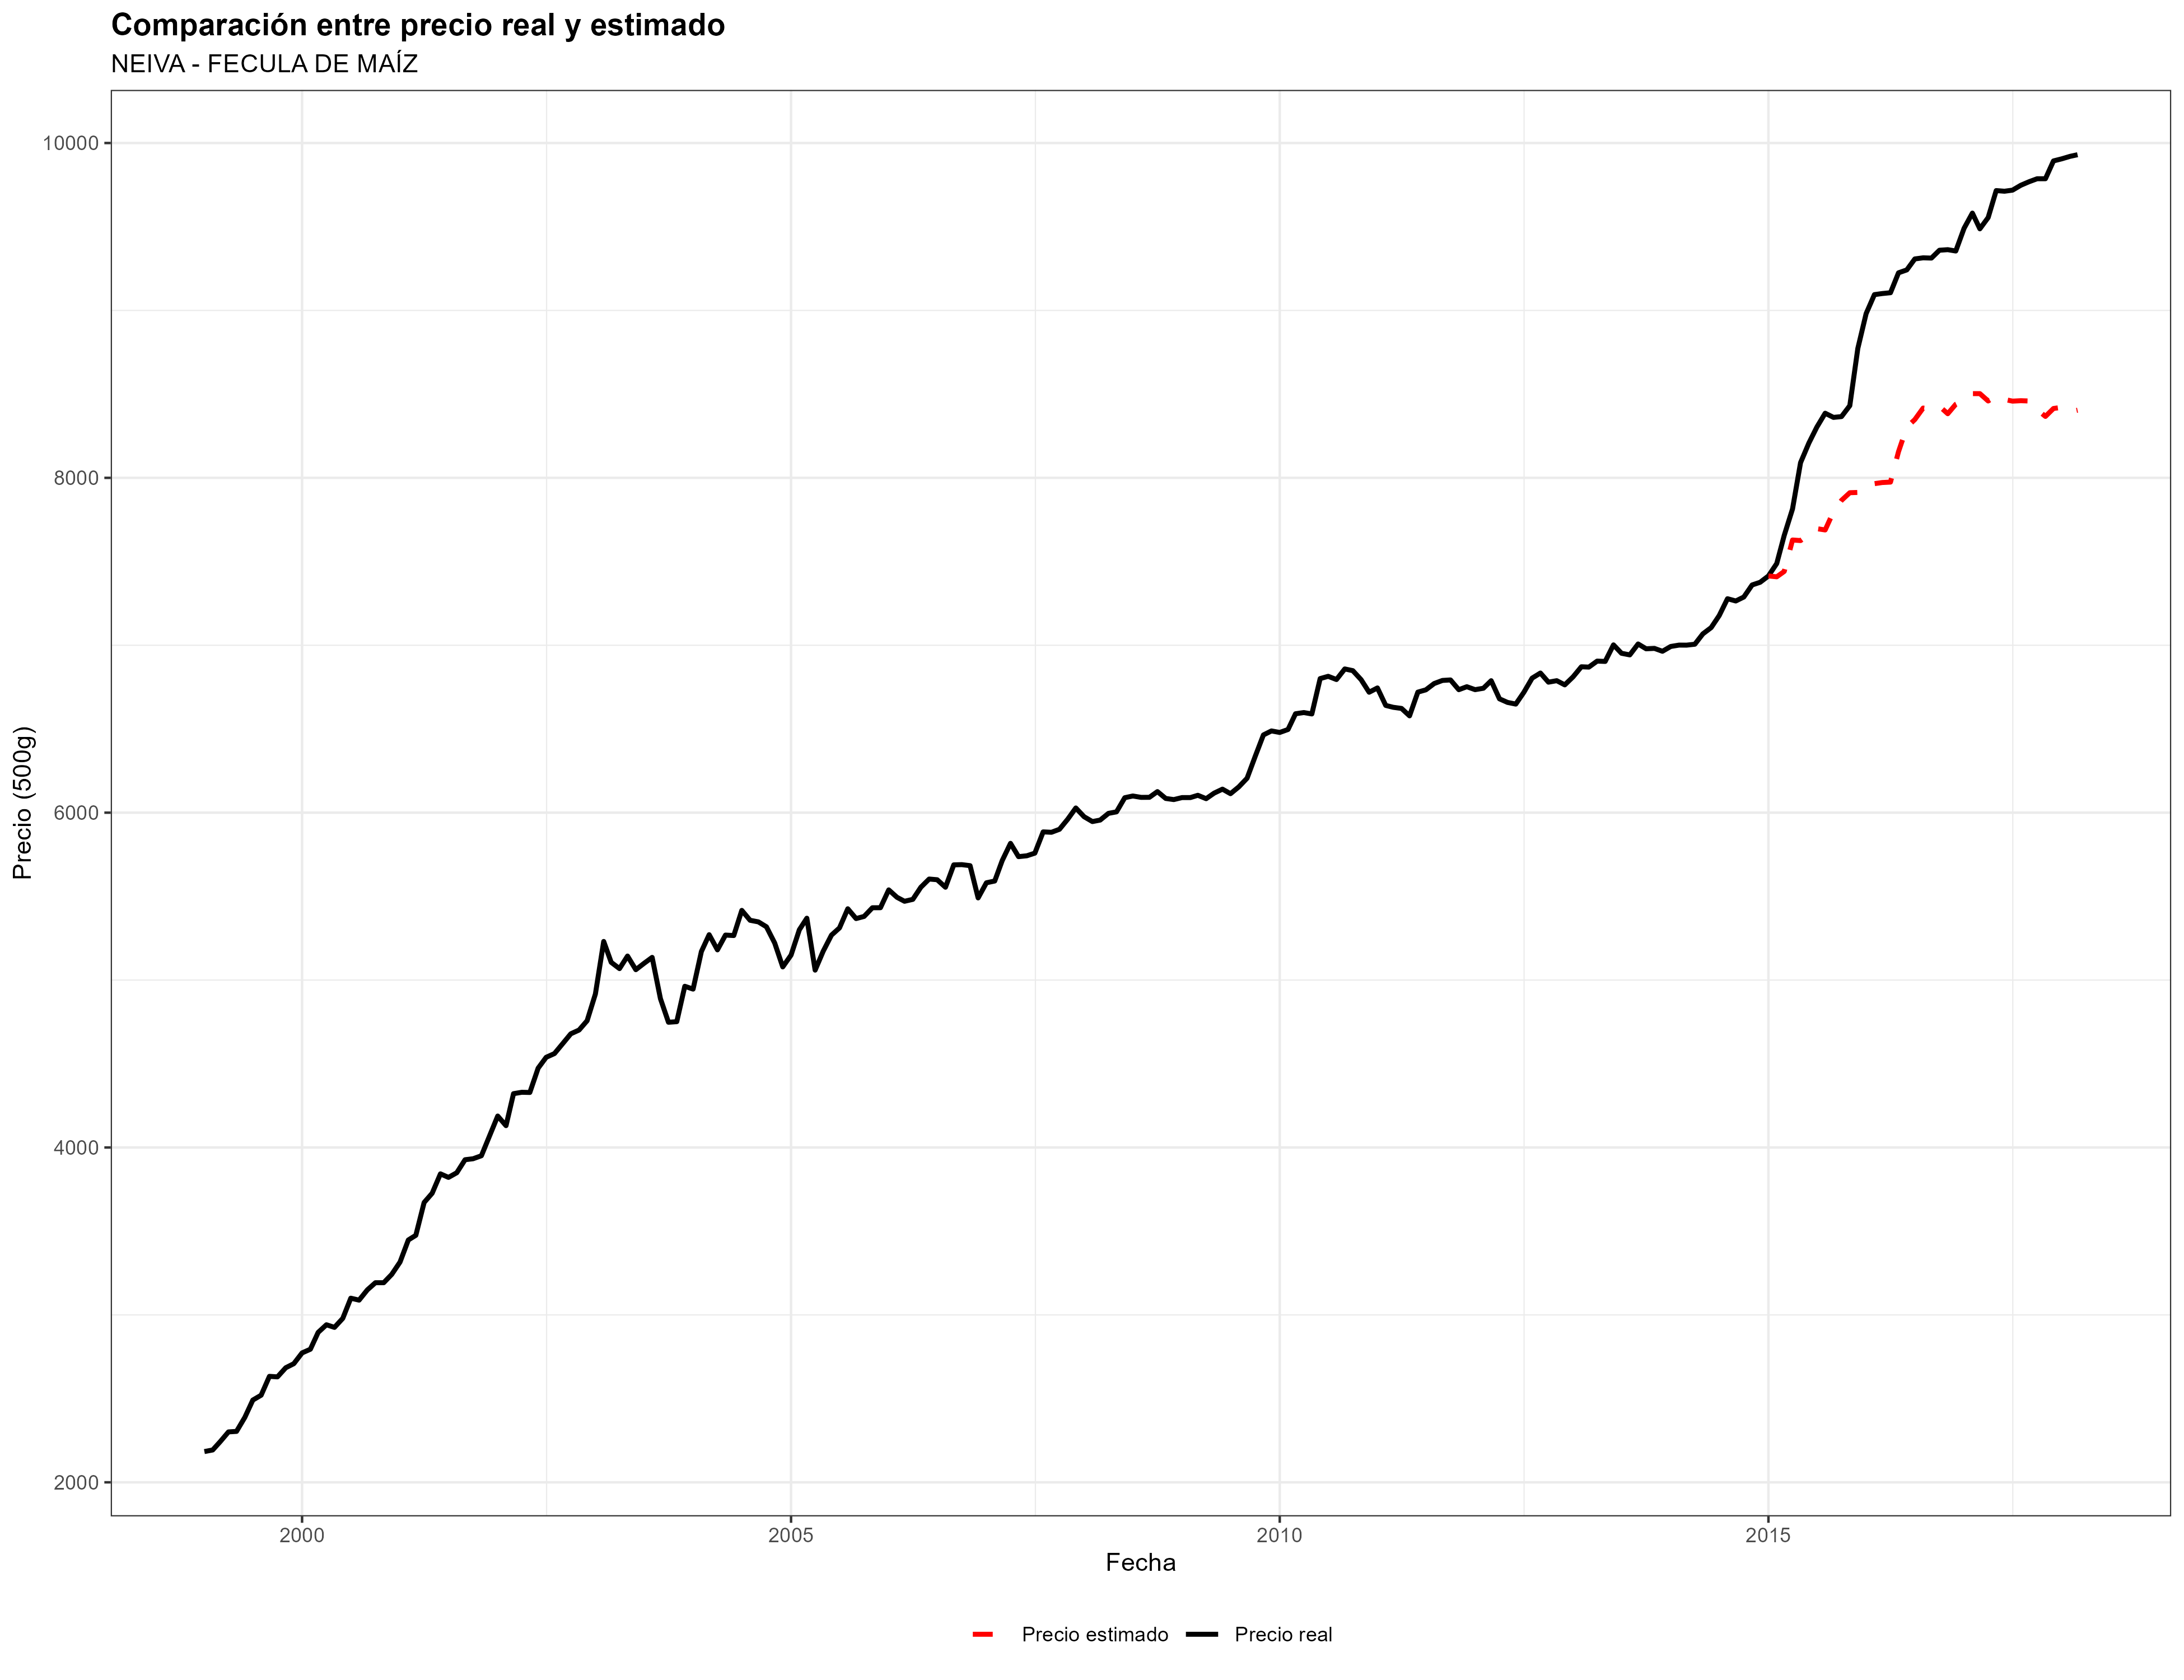 Comparación entre precio real y estimado
NEIVA - FECULA DE MAÍZ
Precio (500g)
10000
8000
6000
4000
2000
2000
2005
2010
2015
Fecha
Precio estimado
Precio real